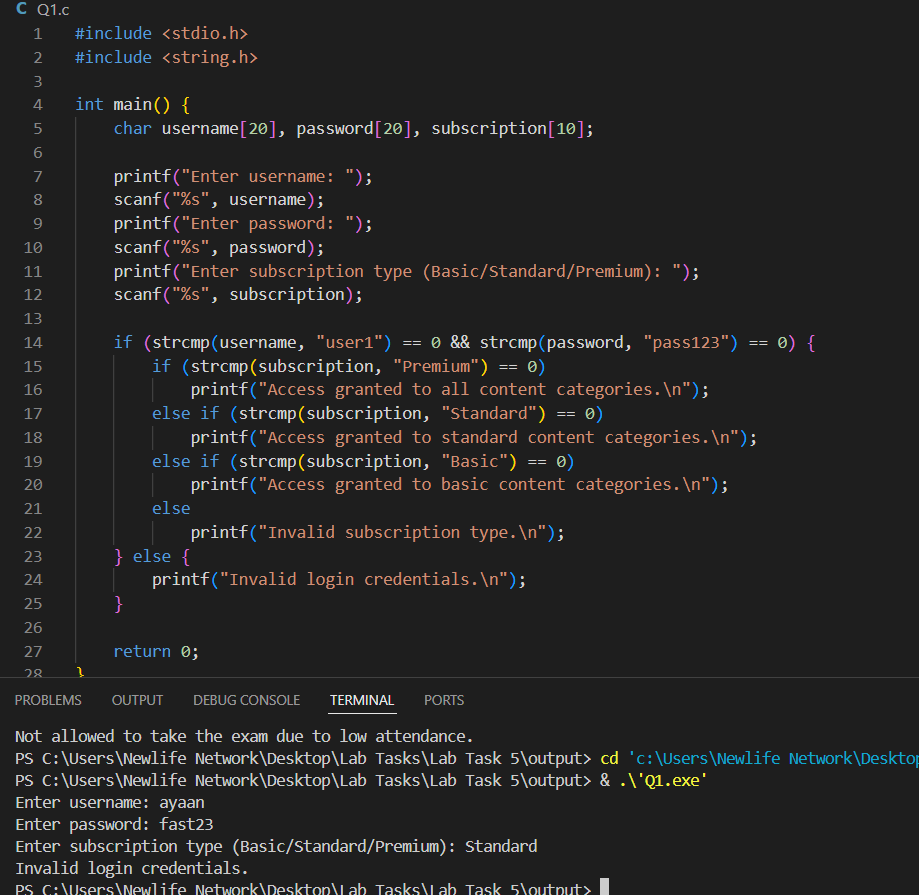 C Q1.c
1 #include <stdio.h>
2 #include <string.h>
3
4 int main() {
5     char username[20], password[20], subscription[10];
6
7     printf("Enter username: ");
8     scanf("%s", username);
9     printf("Enter password: ");
10     scanf("%s", password);
11     printf("Enter subscription type (Basic/Standard/Premium): ");
12     scanf("%s", subscription);
13
14     if (strcmp(username, "user1") == 0 && strcmp(password, "pass123") == 0) {
15         if (strcmp(subscription, "Premium") == 0)
16             printf("Access granted to all content categories.\n");
17         else if (strcmp(subscription, "Standard") == 0)
18             printf("Access granted to standard content categories.\n");
19         else if (strcmp(subscription, "Basic") == 0)
20             printf("Access granted to basic content categories.\n");
21         else
22             printf("Invalid subscription type.\n");
23     } else {
24         printf("Invalid login credentials.\n");
25     }
26
27     return 0;
28 }
PROBLEMS OUTPUT DEBUG CONSOLE TERMINAL PORTS
Not allowed to take the exam due to low attendance.
PS C:\Users\Newlife Network\Desktop\Lab Tasks\Lab Task 5\output> cd 'c:\Users\Newlife Network\Desktop
PS C:\Users\Newlife Network\Desktop\Lab Tasks\Lab Task 5\output> & .\'Q1.exe'
Enter username: ayaan
Enter password: fast23
Enter subscription type (Basic/Standard/Premium): Standard
Invalid login credentials.
PS C:\Users\Newlife Network\Desktop\Lab Tasks\Lab Task 5\output>